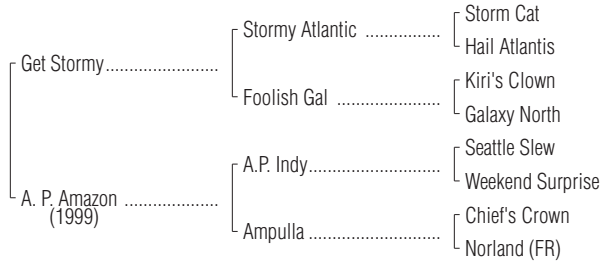 Storm Cat
Stormy Atlantic ..................
Hail Atlantis
Get Stormy...........................
Kiri's Clown
Foolish Gal .........................
Galaxy North
Seattle Slew
A.P. Indy................................
Weekend Surprise
A. P. Amazon ......................
(1999)
Chief's Crown
Ampulla ................................
Norland (FR)